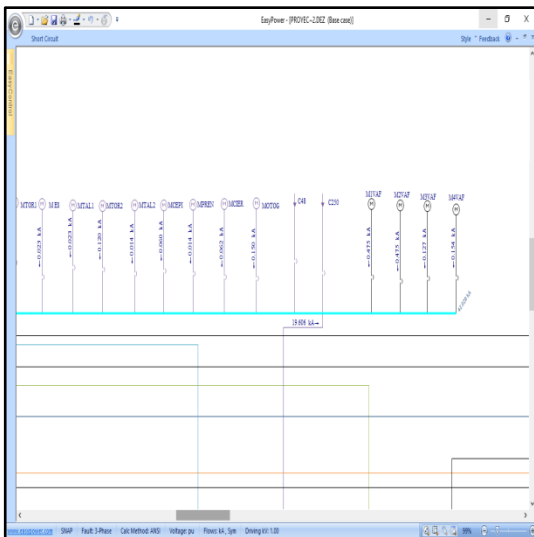 EasyPower - [PROYEC~2.DEZ (Base case)]
Short Circuit
Style
Feedback
EasyControl
MTOR1
M E8
MTAL1
MTOR2
MTAL2
MCEPI
MPREN
MCIER
MOTOG
C48
C250
M1VAF
M2VAF
M3VAF
M4VAF
←0.023 kA
←0.023 kA
←0.120 kA
←0.014 kA
←0.060 kA
←0.014 kA
←0.062 kA
←0.150 kA
←0.473 kA
←0.473 kA
←0.127 kA
←0.154 kA
19.606 kA→
www.easypower.com SNAP Fault: 3-Phase Calc Method: ANSI Voltage: pu Flows: kA, Sym Driving kV: 1.00
99%